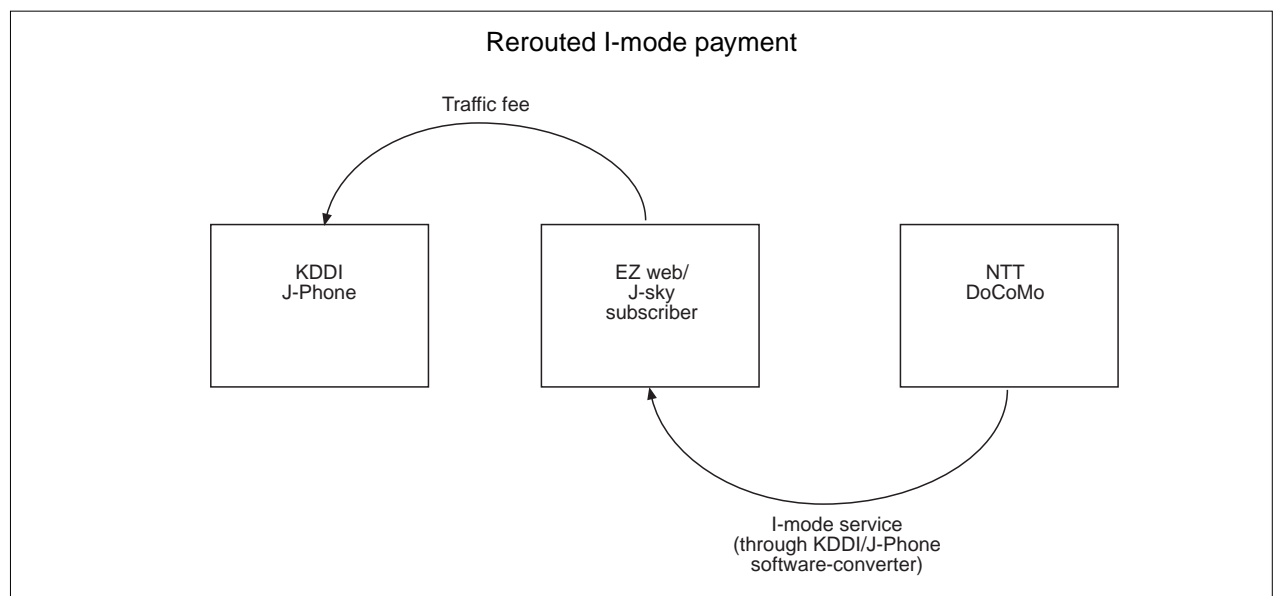 Rerouted I-mode payment
Traffic fee
KDDI
J-Phone
EZ web/
J-sky
subscriber
NTT
DoCoMo
I-mode service
(through KDDI/J-Phone
software-converter)